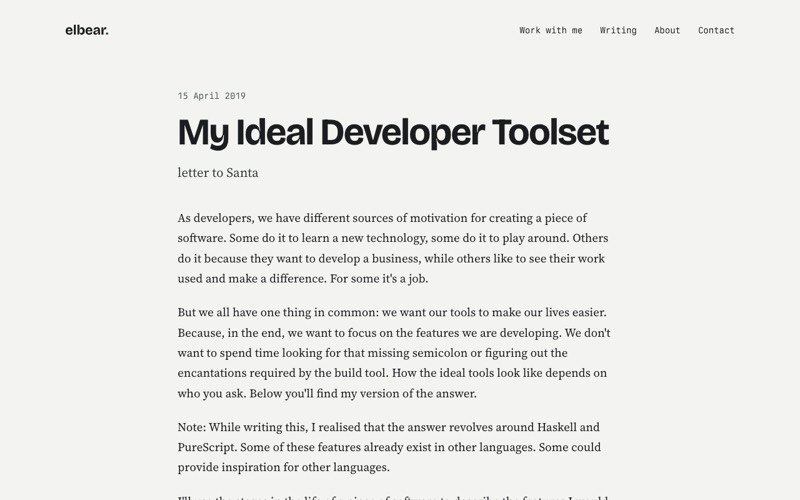 elbear.
Work with me
Writing
About
Contact
15 April 2019
My Ideal Developer Toolset
letter to Santa
As developers, we have different sources of motivation for creating a piece of
software. Some do it to learn a new technology, some do it to play around. Others
do it because they want to develop a business, while others like to see their work
used and make a difference. For some it's a job.
But we all have one thing in common: we want our tools to make our lives easier.
Because, in the end, we want to focus on the features we are developing. We don't
want to spend time looking for that missing semicolon or figuring out the
encantations required by the build tool. How the ideal tools look like depends on
who you ask. Below you'll find my version of the answer.
Note: While writing this, I realised that the answer revolves around Haskell and
PureScript. Some of these features already exist in other languages. Some could
provide inspiration for other languages.